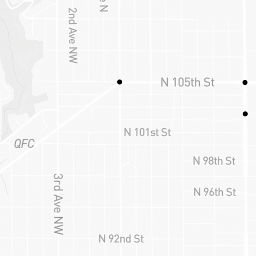 2nd Ave NW
e N
N 105th St
N 101st St
QFC
N 98th St
3rd Ave NW
N 96th St
N 92nd St